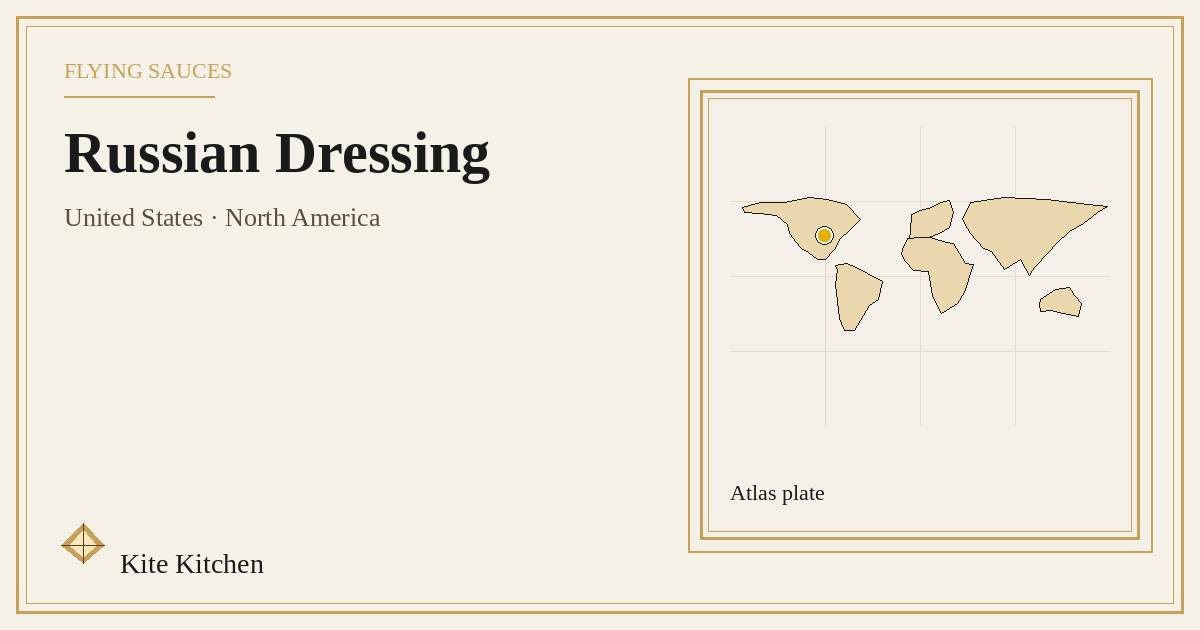 FLYING SAUCES
Russian Dressing
United States · North America
Atlas plate
Kite Kitchen